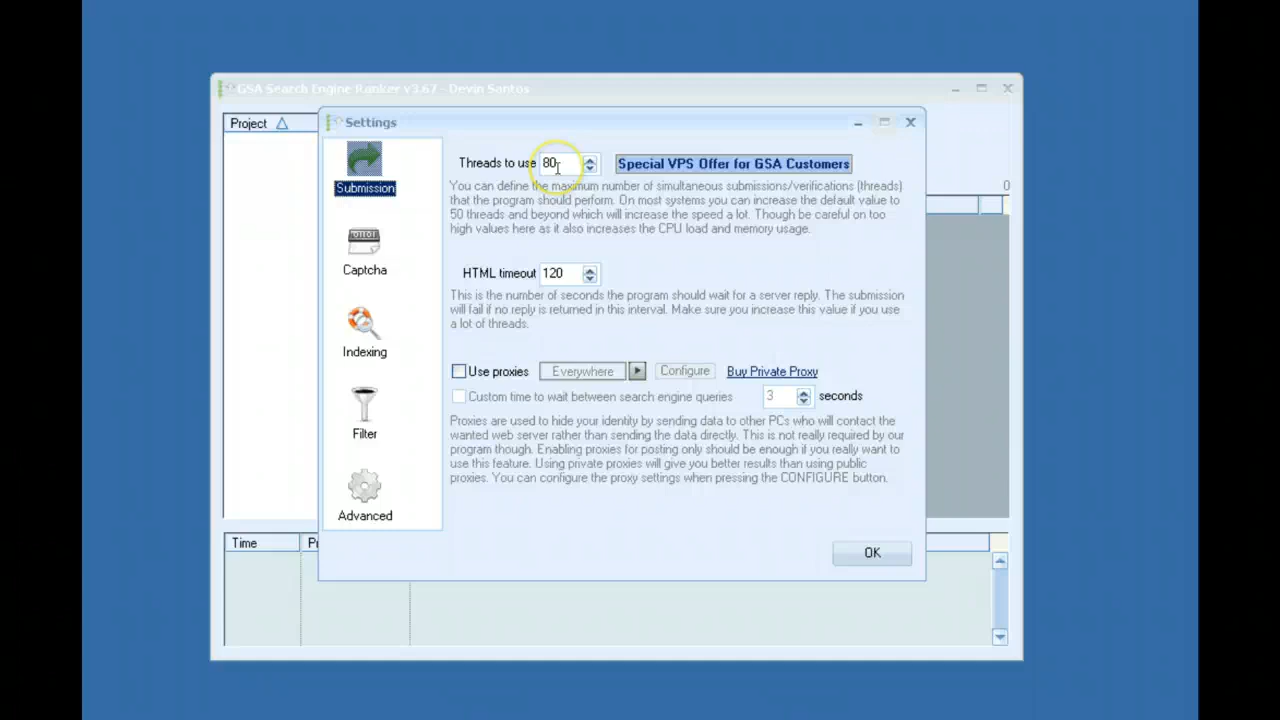 GSA Search Engine Ranker v3.67 - Devin Santos
Project
Settings
Submission
Captcha
Indexing
Filter
Advanced
Threads to use 80 Special VPS Offer for GSA Customers
You can define the maximum number of simultaneous submissions/verifications (threads)
that the program should perform. On most systems you can increase the default value to
50 threads and beyond which will increase the speed a lot. Though be careful on too
high values here as it also increases the CPU load and memory usage.
HTML timeout 120
This is the number of seconds the program should wait for a server reply. The submission
will fail if no reply is returned in this interval. Make sure you increase this value if you use
a lot of threads.
Use proxies Everywhere Configure Buy Private Proxy
Custom time to wait between search engine queries 3 seconds
Proxies are used to hide your identity by sending data to other PCs who will contact the
wanted web server rather than sending the data directly. This is not really required by our
program though. Enabling proxies for posting only should be enough if you really want to
use this feature. Using private proxies will give you better results than using public
proxies. You can configure the proxy settings when pressing the CONFIGURE button.
OK
0
Time Pr